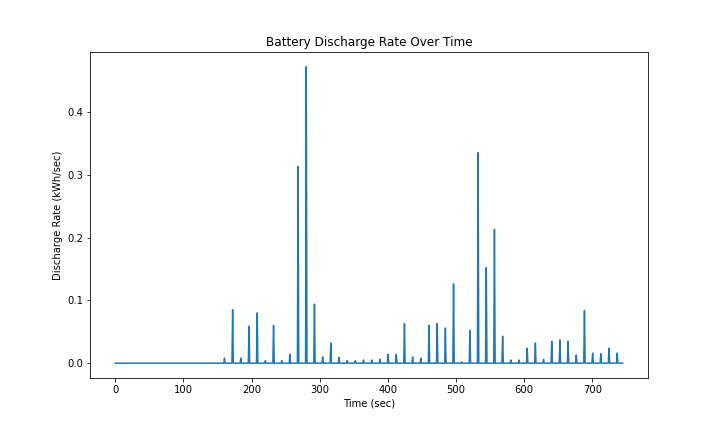 Battery Discharge Rate Over Time
Discharge Rate (kWh/sec)
0.4
0.3
0.2
0.1
0.0
0 100 200 300 400 500 600 700
Time (sec)